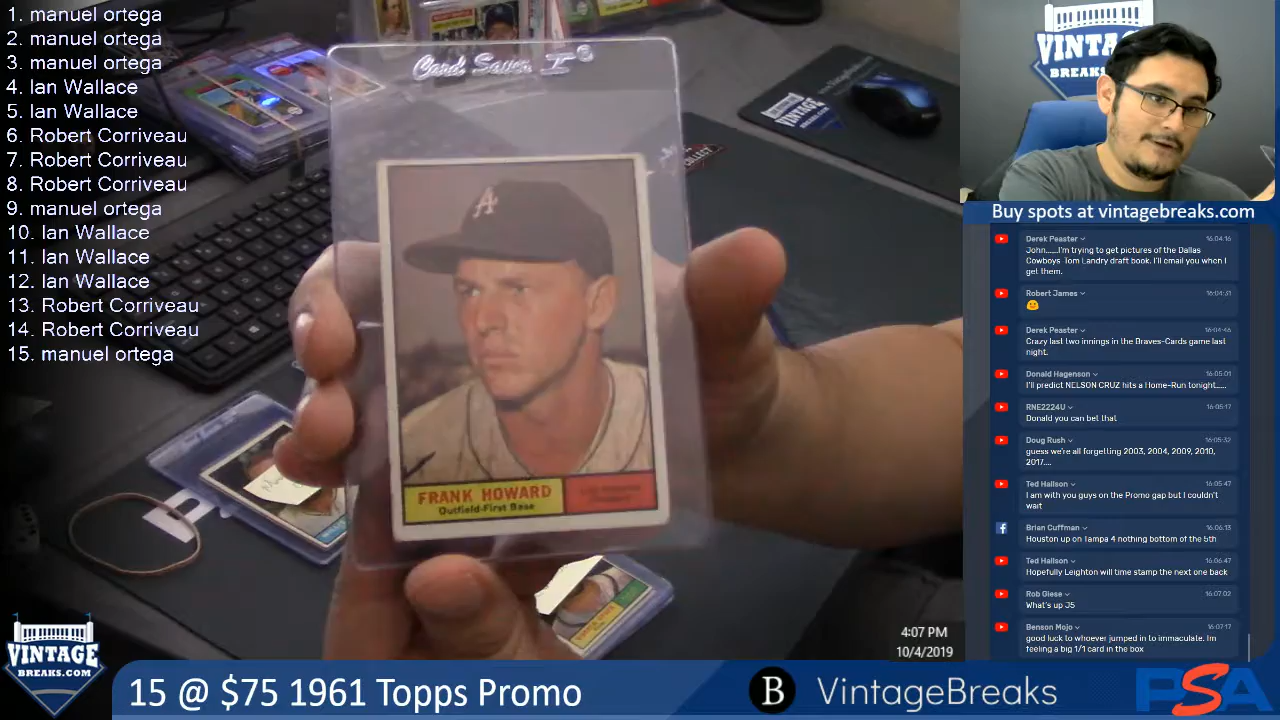 1. manuel ortega
2. manuel ortega
3. manuel ortega
4. Ian Wallace
5. Ian Wallace
6. Robert Corriveau
7. Robert Corriveau
8. Robert Corriveau
9. manuel ortega
10. Ian Wallace
11. Ian Wallace
12. Ian Wallace
13. Robert Corriveau
14. Robert Corriveau
15. manuel ortega
Card Saver I®
A
FRANK HOWARD
Outfield-First Base
VINTAGE
BREAKS
Buy spots at vintagebreaks.com
Derek Peaster 16:04:16
John......I'm trying to get pictures of the Dallas
Cowboys Tom Landry draft book. I'll email you when I
get them.
Robert James 16:04:31
Derek Peaster 16:04:46
Crazy last two innings in the Braves-Cards game last
night.
Donald Hagenson 16:05:01
I'll predict NELSON CRUZ hits a Home-Run tonight......
RNE2224U 16:05:17
Donald you can bet that
Doug Rush 16:05:32
guess we're all forgetting 2003, 2004, 2009, 2010,
2017....
Ted Hallson 16:05:47
I am with you guys on the Promo gap but I couldn't
wait
Brian Cuffman 16:06:13
Houston up on Tampa 4 nothing bottom of the 5th
Ted Hallson 16:06:47
Hopefully Leighton will time stamp the next one back
Rob Giese 16:07:02
What's up J5
Benson Mojo 16:07:17
good luck to whoever jumped in to immaculate. Im
feeling a big 1/1 card in the box
4:07 PM
10/4/2019
VINTAGE
BREAKS.COM
15 @ $75 1961 Topps Promo
B VintageBreaks
PSA